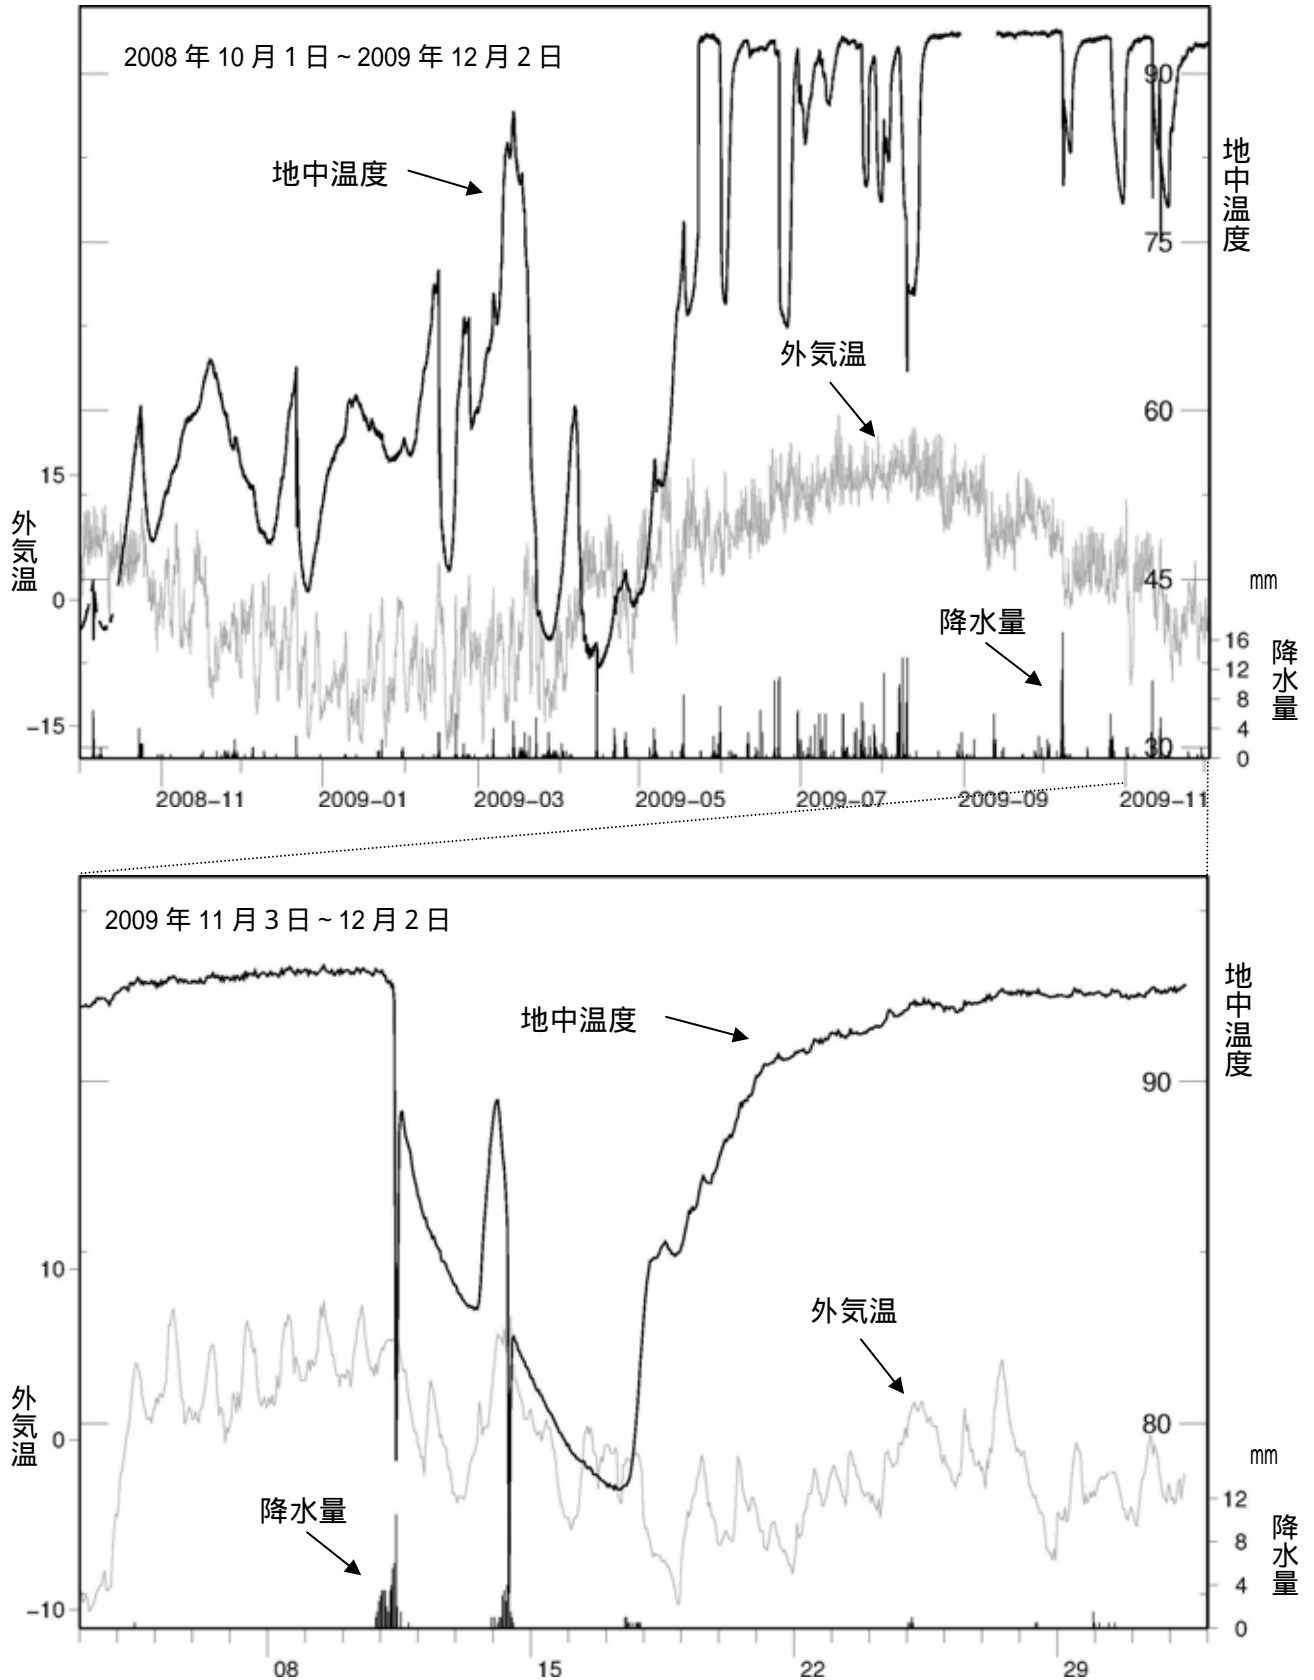 2008 年 10 月 1 日 ~ 2009 年 12 月 2 日
地中温度
90
地中温度
75
外気温
60
15
外気温
0
45
mm
降水量
16
12
8
4
0
降水量
-15
30
2008-11
2009-01
2009-03
2009-05
2009-07
2009-09
2009-11
2009 年 11 月 3 日 ~ 12 月 2 日
地中温度
地中温度
90
10
外気温
外気温
0
80
mm
降水量
12
8
4
0
降水量
-10
08
15
22
29